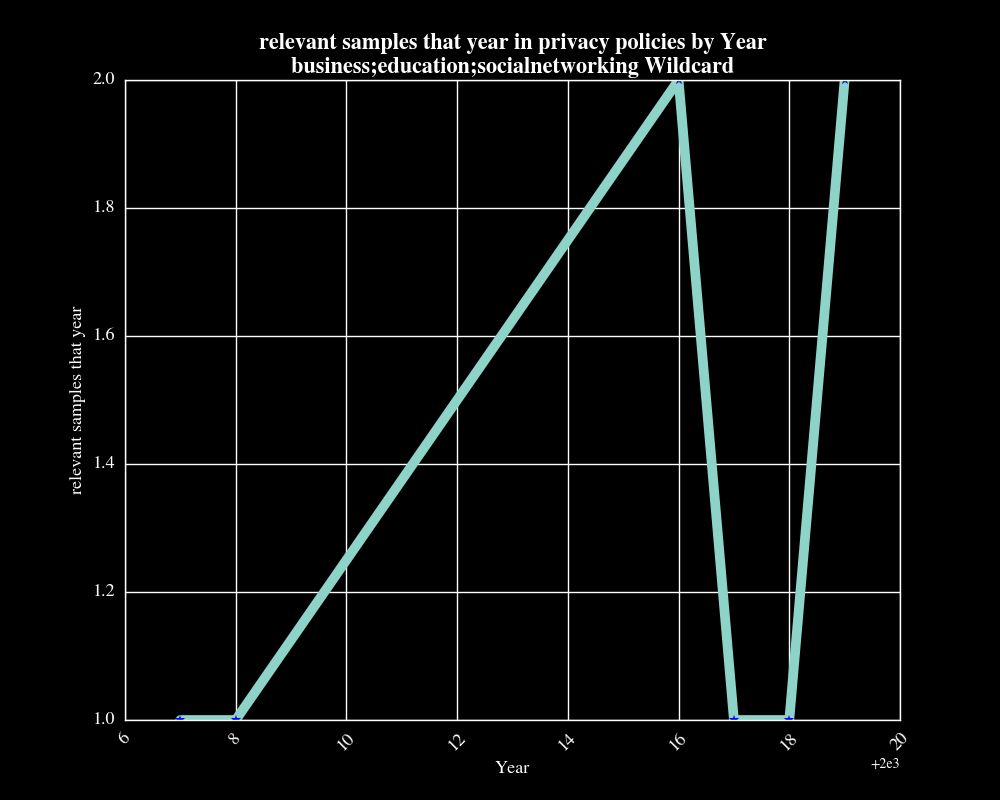 relevant samples that year in privacy policies by Year
business;education;socialnetworking Wildcard
2.0
1.8
1.6
1.4
1.2
1.0
relevant samples that year
6
8
10
12
14
16
18
20
Year
+2e3